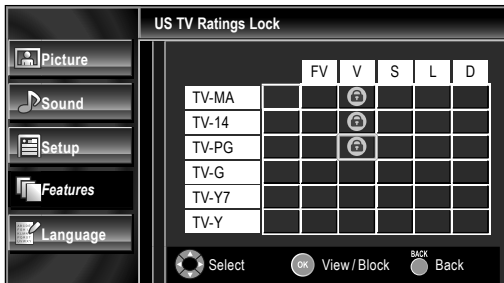 US TV Ratings Lock
Picture
Sound
Setup
Features
Language
FV V S L D
TV-MA
TV-14
TV-PG
TV-G
TV-Y7
TV-Y
Select OK View / Block BACK Back